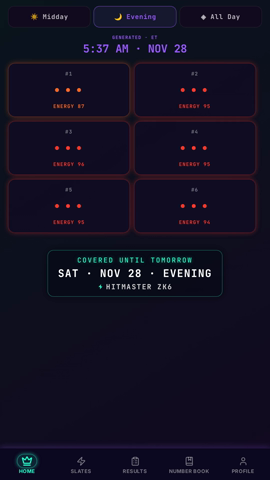 ☀️ Midday
🌙 Evening
◈ All Day
GENERATED · ET
5:37 AM · NOV 28
#1
#2
ENERGY 87
ENERGY 95
#3
#4
ENERGY 96
ENERGY 95
#5
#6
ENERGY 95
ENERGY 94
COVERED UNTIL TOMORROW
SAT · NOV 28 · EVENING
HITMASTER ZK6
HOME
SLATES
RESULTS
NUMBER BOOK
PROFILE